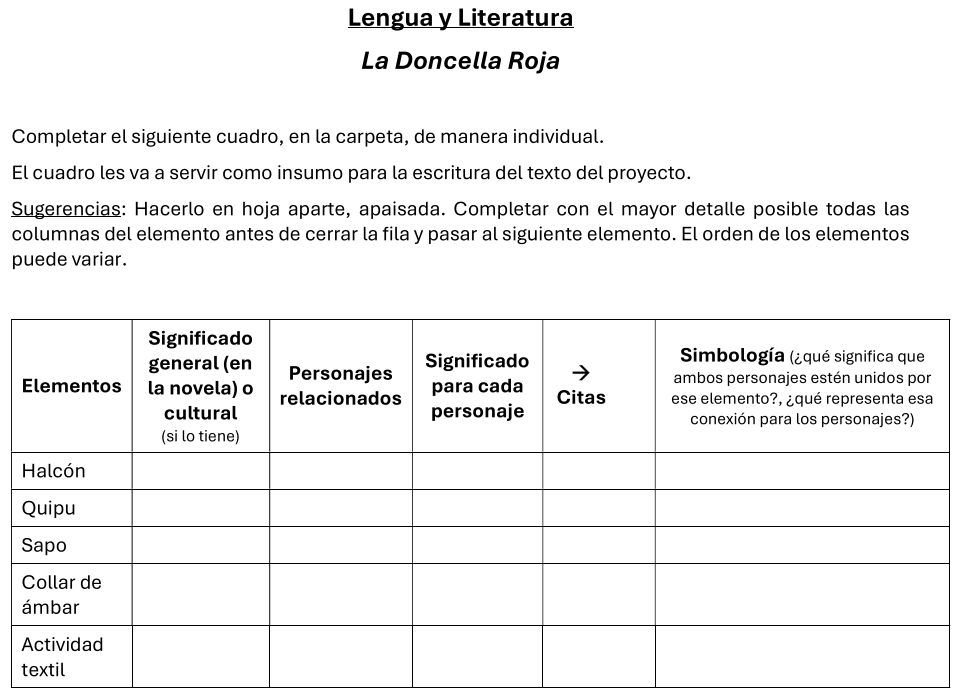 Lengua y Literatura
La Doncella Roja
Completar el siguiente cuadro, en la carpeta, de manera individual.
El cuadro les va a servir como insumo para la escritura del texto del proyecto.
Sugerencias: Hacerlo en hoja aparte, apaisada. Completar con el mayor detalle posible todas las
columnas del elemento antes de cerrar la fila y pasar al siguiente elemento. El orden de los elementos
puede variar.
Elementos
Significado
general (en
la novela) o
cultural
(si lo tiene)
Personajes
relacionados
Significado
para cada
personaje
→
Citas
Simbología (¿qué significa que
ambos personajes estén unidos por
ese elemento?, ¿qué representa esa
conexión para los personajes?)
Halcón
Quipu
Sapo
Collar de
ámbar
Actividad
textil